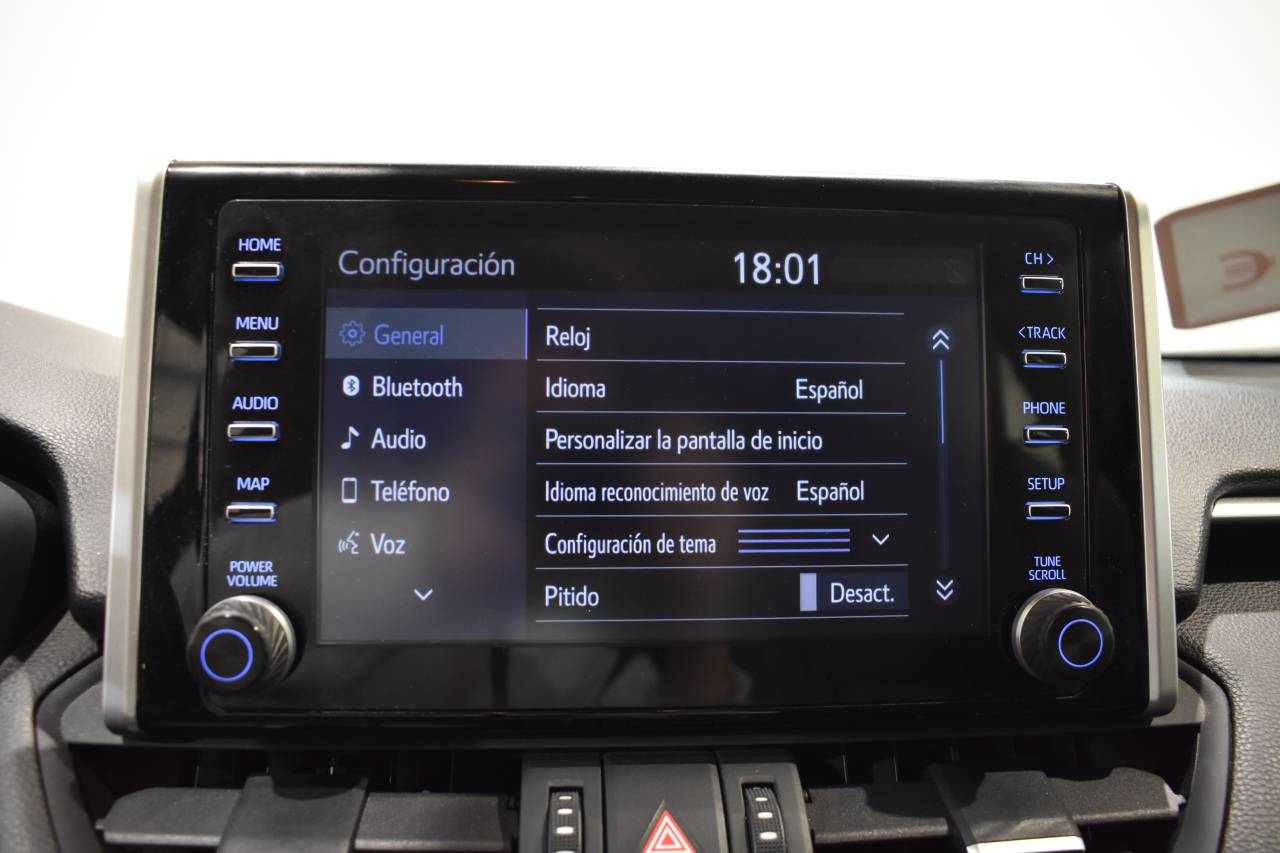 HOME
MENU
AUDIO
MAP
POWER
VOLUME
Configuración 18:01
General
Bluetooth
Audio
Teléfono
Voz
Reloj
Idioma Español
Personalizar la pantalla de inicio
Idioma reconocimiento de voz Español
Configuración de tema
Pitido Desact.
CH >
< TRACK
PHONE
SETUP
TUNE
SCROLL